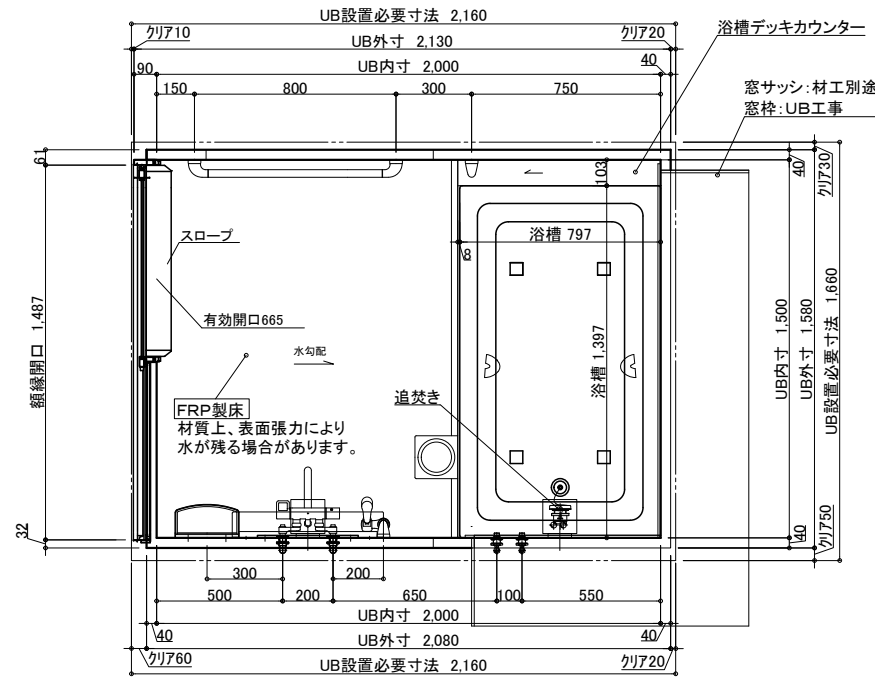 UB設置必要寸法 2,160
クリア10
UB外寸 2,130
クリア20
浴槽デッキカウンター
90
UB内寸 2,000
40
150
800
300
750
窓サッシ:材工別途
窓枠:UB工事
61
103
40
クリア30
スロープ
浴槽 797
8
有効開口665
額縁開口 1,487
水勾配
浴槽 1,397
UB内寸 1,500
UB外寸 1,580
UB設置必要寸法 1,660
追焚き
FRP製床
材質上、表面張力により
水が残る場合があります。
32
40
クリア50
300
200
500
200
650
100
550
UB内寸 2,000
40
UB外寸 2,080
40
クリア60
クリア20
UB設置必要寸法 2,160